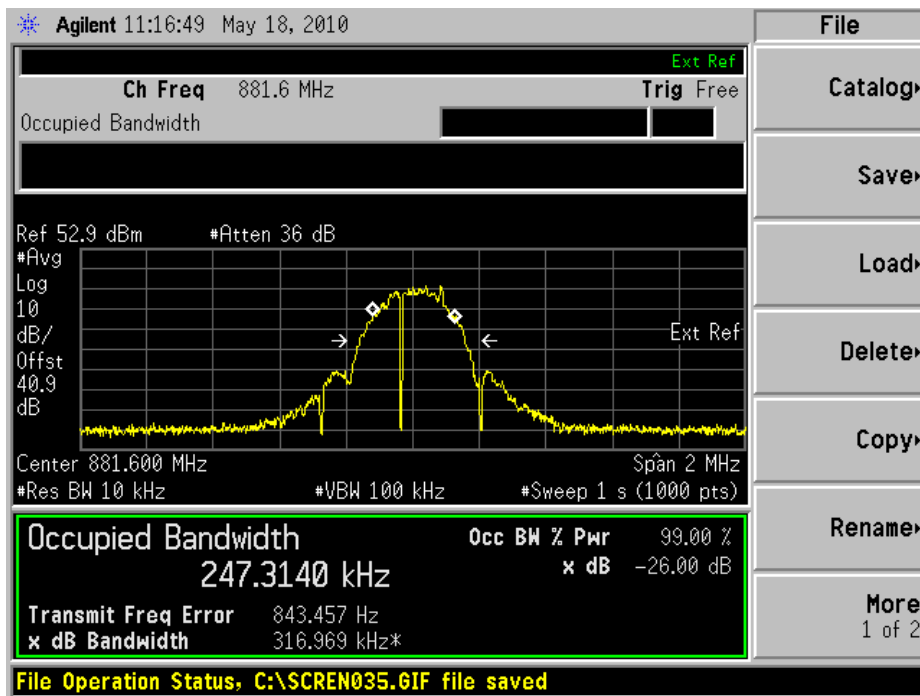 Agilent 11:16:49 May 18, 2010
File
Ext Ref
Ch Freq 881.6 MHz
Trig Free
Occupied Bandwidth
Catalog
Save
Ref 52.9 dBm
#Atten 36 dB
#Avg
Log
10
dB/
Offst
40.9
dB
Ext Ref
Load
Delete
Center 881.600 MHz
Span 2 MHz
#Res BW 10 kHz
#VBW 100 kHz
#Sweep 1 s (1000 pts)
Copy
Occupied Bandwidth
247.3140 kHz
Occ BW % Pwr 99.00 %
x dB -26.00 dB
Rename
Transmit Freq Error 843.457 Hz
x dB Bandwidth 316.969 kHz*
More
1 of 2
File Operation Status, C:\SCREN035.GIF file saved